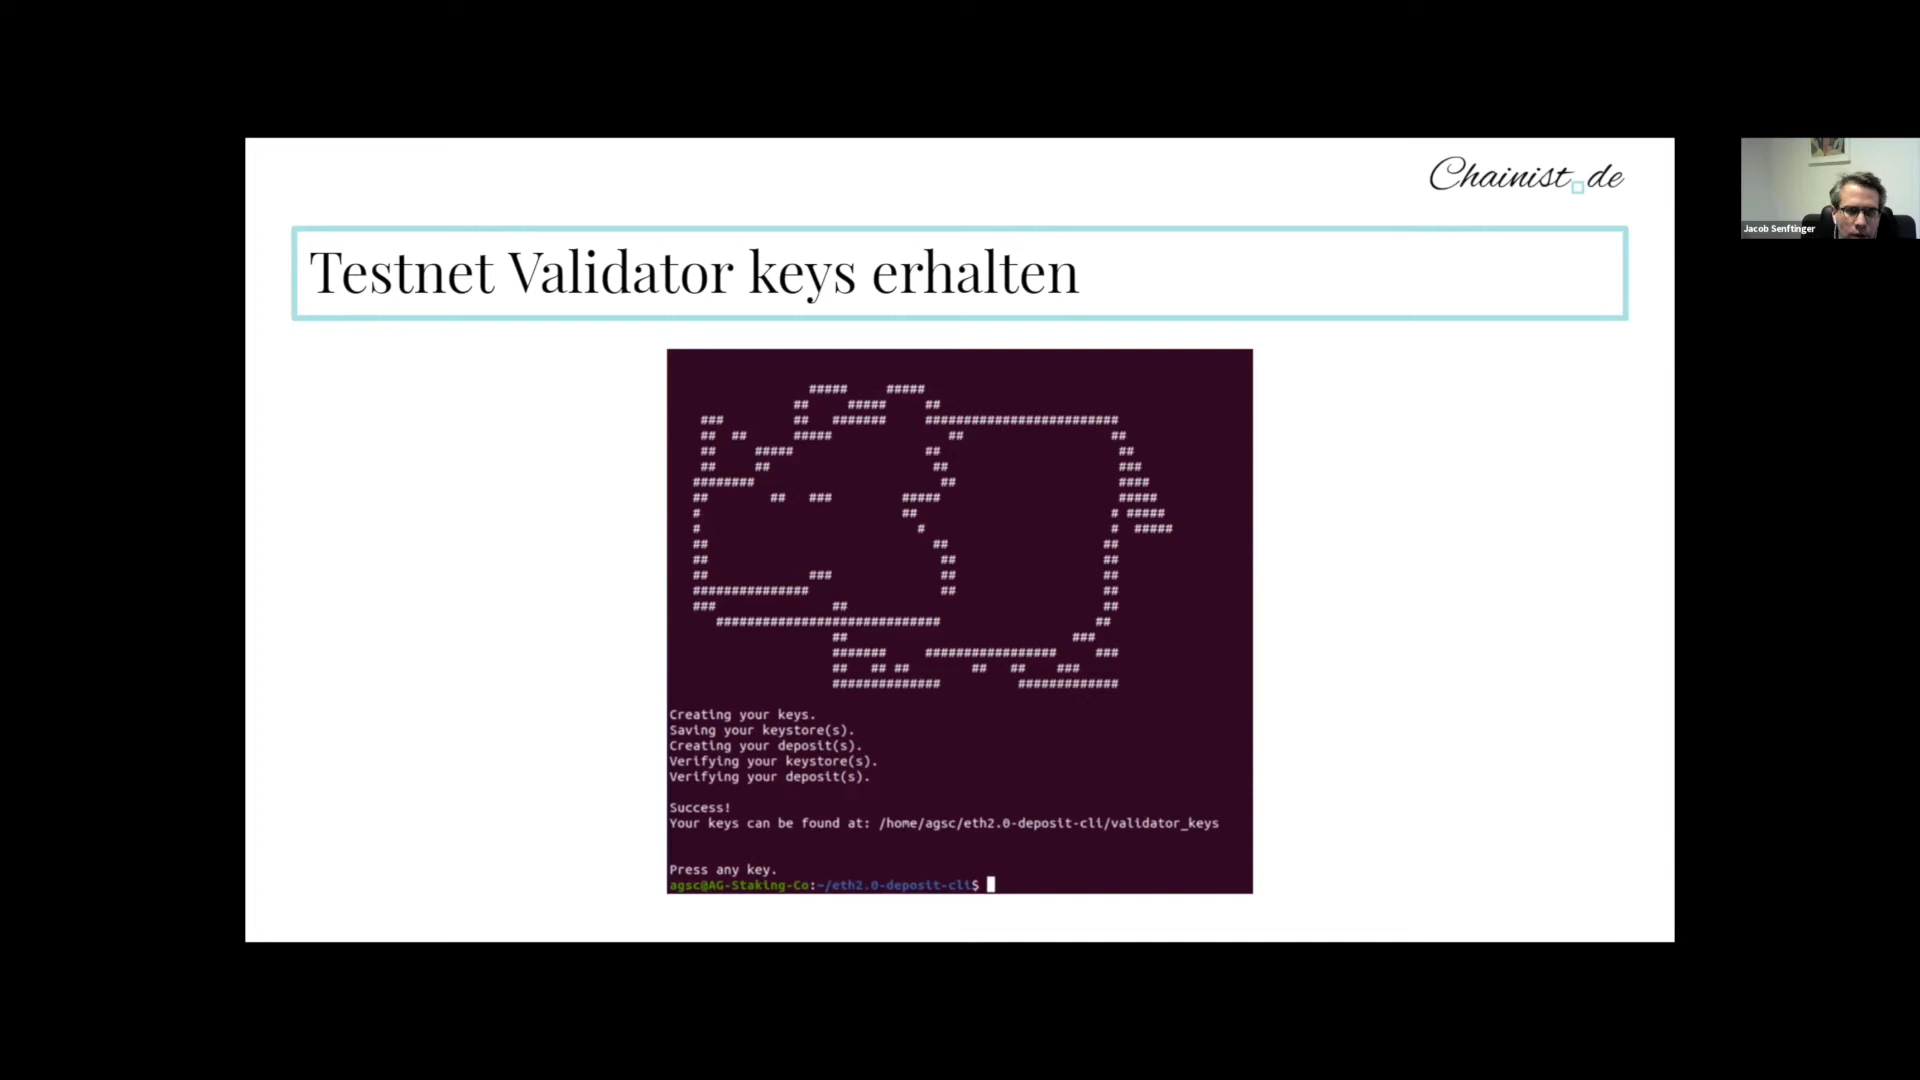 Chainist.de
Jacob Senftinger
Testnet Validator keys erhalten
Creating your keys.
Saving your keystore(s).
Creating your deposit(s).
Verifying your keystore(s).
Verifying your deposit(s).
Success!
Your keys can be found at: /home/agsc/eth2.0-deposit-cli/validator_keys
Press any key.
agsc@AG-Staking-Co:~/eth2.0-deposit-cli$